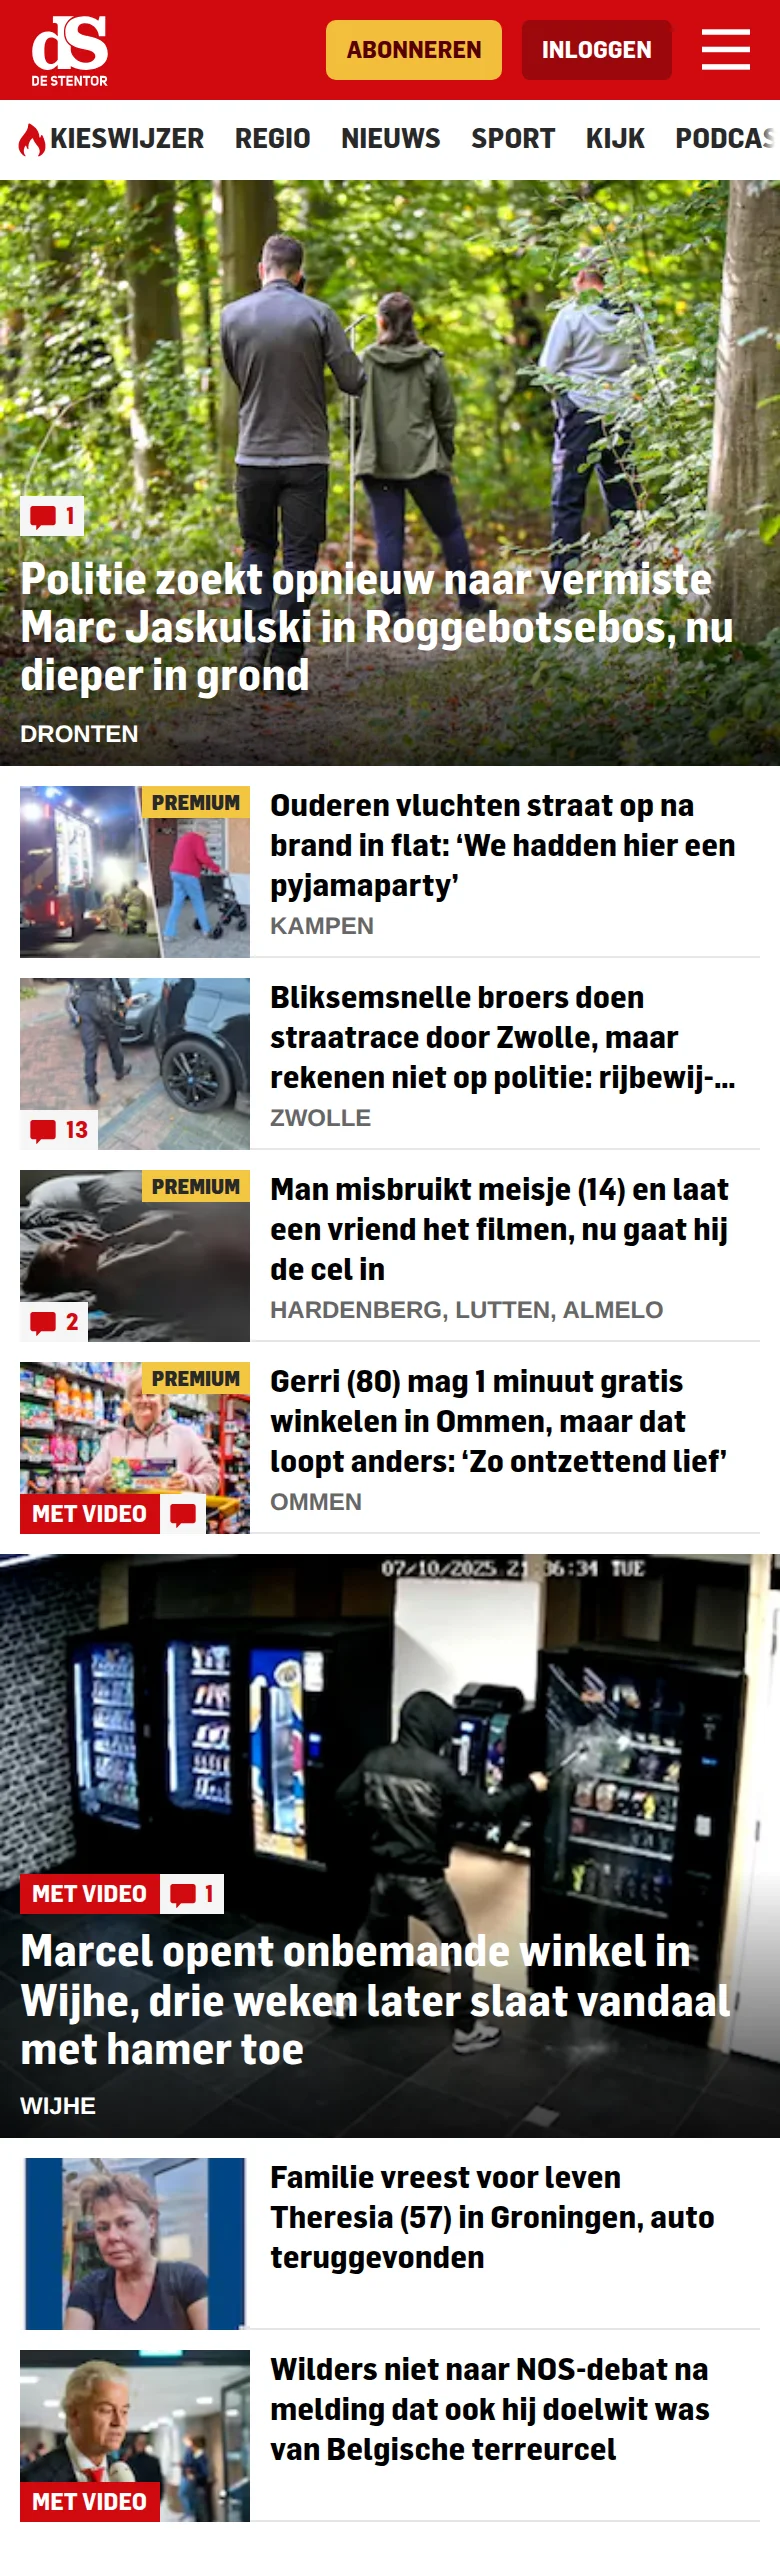 dS
DE STENTOR
ABONNEREN
INLOGGEN
KIESWIJZER REGIO NIEUWS SPORT KIJK PODCAS
1
Politie zoekt opnieuw naar vermiste
Marc Jaskulski in Roggebotsebos, nu
dieper in grond
DRONTEN
PREMIUM
Ouderen vluchten straat op na
brand in flat: ‘We hadden hier een
pyjamaparty’
KAMPEN
13
Bliksemsnelle broers doen
straatrace door Zwolle, maar
rekenen niet op politie: rijbewij-...
ZWOLLE
PREMIUM
2
Man misbruikt meisje (14) en laat
een vriend het filmen, nu gaat hij
de cel in
HARDENBERG, LUTTEN, ALMELO
PREMIUM
MET VIDEO
Gerri (80) mag 1 minuut gratis
winkelen in Ommen, maar dat
loopt anders: ‘Zo ontzettend lief’
OMMEN
07/10/2025 21:36:34 TUE
MET VIDEO
1
Marcel opent onbemande winkel in
Wijhe, drie weken later slaat vandaal
met hamer toe
WIJHE
Familie vreest voor leven
Theresia (57) in Groningen, auto
teruggevonden
MET VIDEO
Wilders niet naar NOS-debat na
melding dat ook hij doelwit was
van Belgische terreurcel